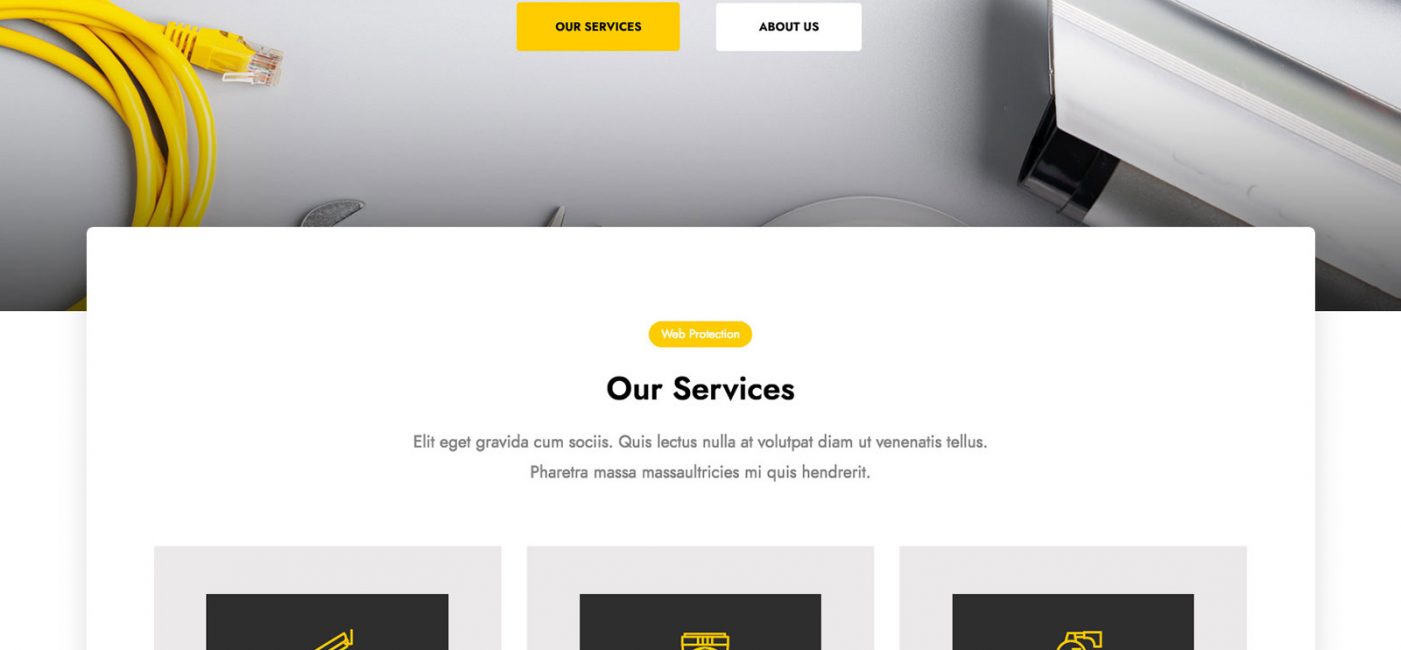 OUR SERVICES
ABOUT US
Web Protection
Our Services
Elit eget gravida cum sociis. Quis lectus nulla at volutpat diam ut venenatis tellus.
Pharetra massa massaultricies mi quis hendrerit.